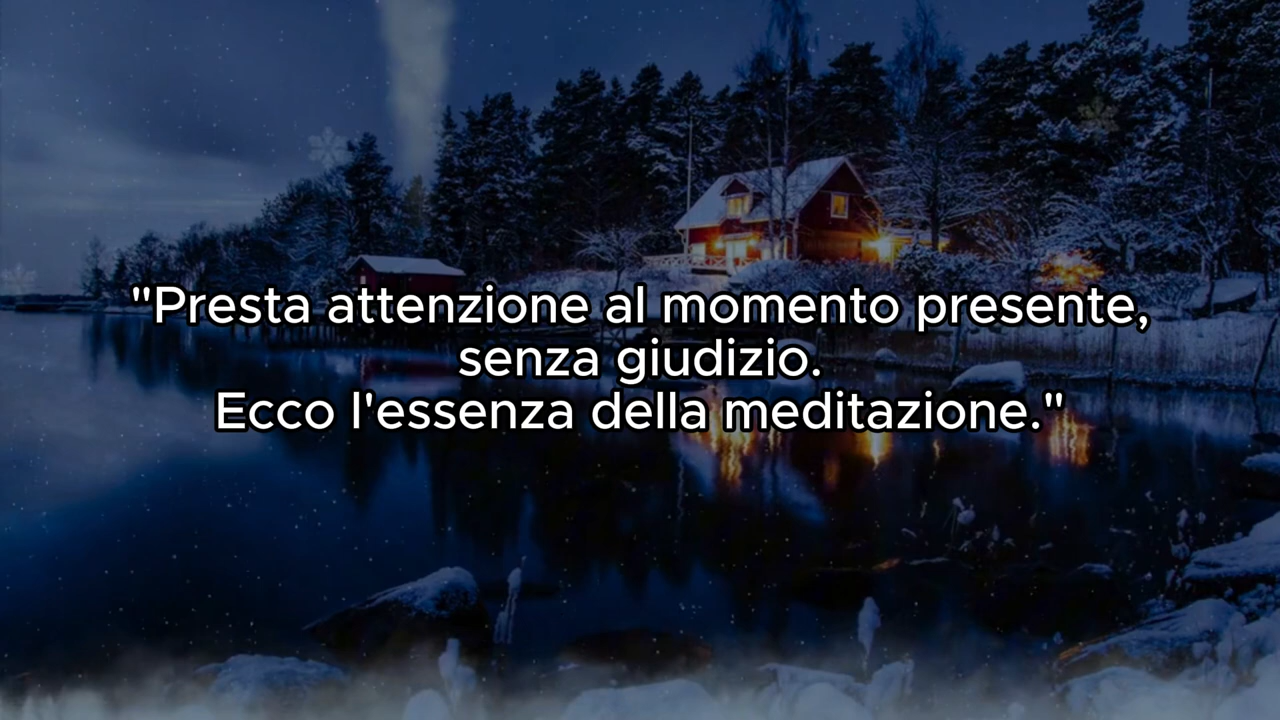 "Presta attenzione al momento presente,
senza giudizio.
Ecco l'essenza della meditazione."